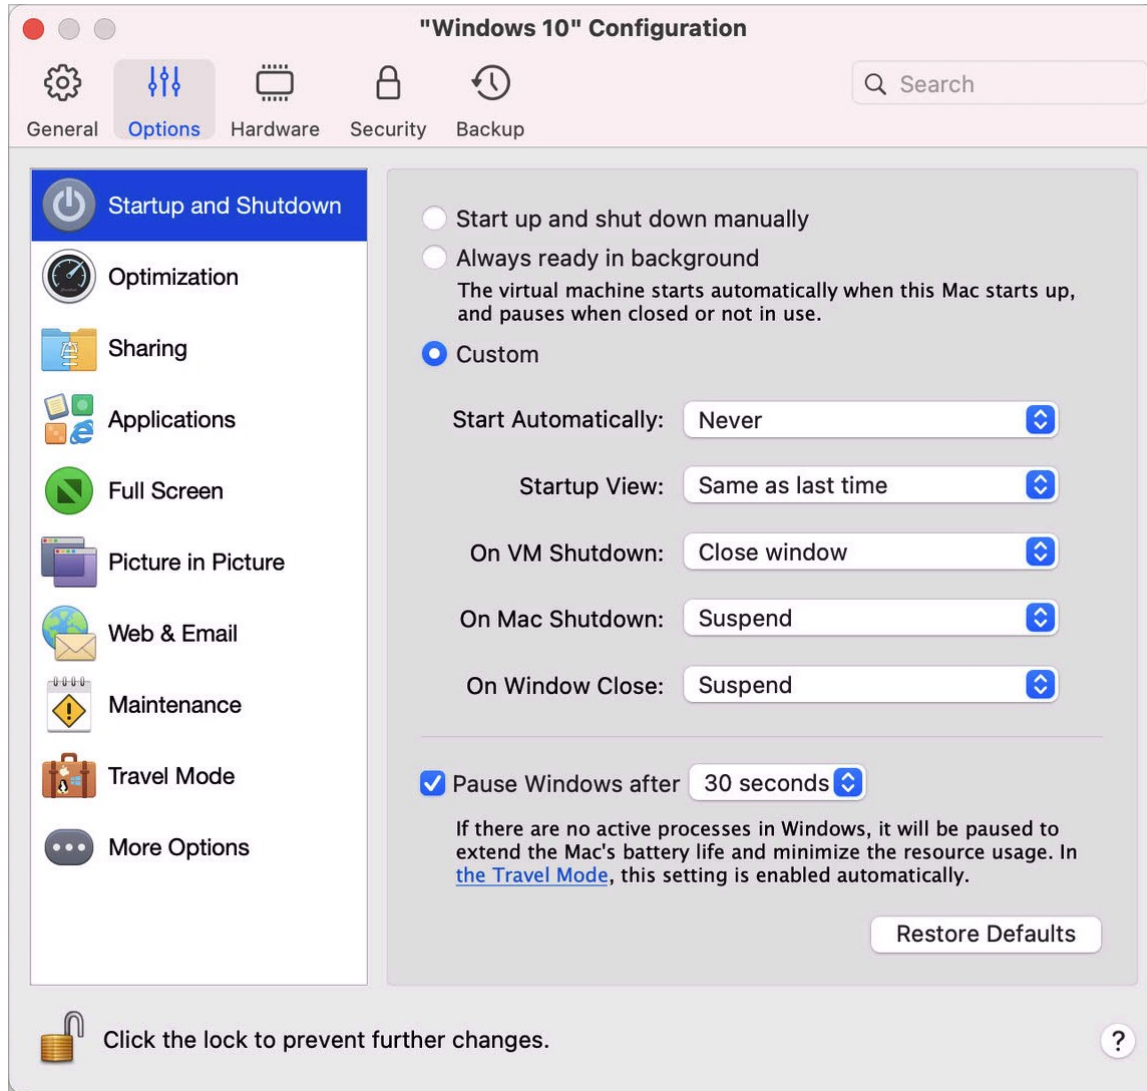 "Windows 10" Configuration
General
Options
Hardware
Security
Backup
Search
Startup and Shutdown
Optimization
Sharing
Applications
Full Screen
Picture in Picture
Web & Email
Maintenance
Travel Mode
More Options
Start up and shut down manually
Always ready in background
The virtual machine starts automatically when this Mac starts up,
and pauses when closed or not in use.
Custom
Start Automatically: Never
Startup View: Same as last time
On VM Shutdown: Close window
On Mac Shutdown: Suspend
On Window Close: Suspend
Pause Windows after 30 seconds
If there are no active processes in Windows, it will be paused to
extend the Mac's battery life and minimize the resource usage. In
the Travel Mode, this setting is enabled automatically.
Restore Defaults
Click the lock to prevent further changes.
?